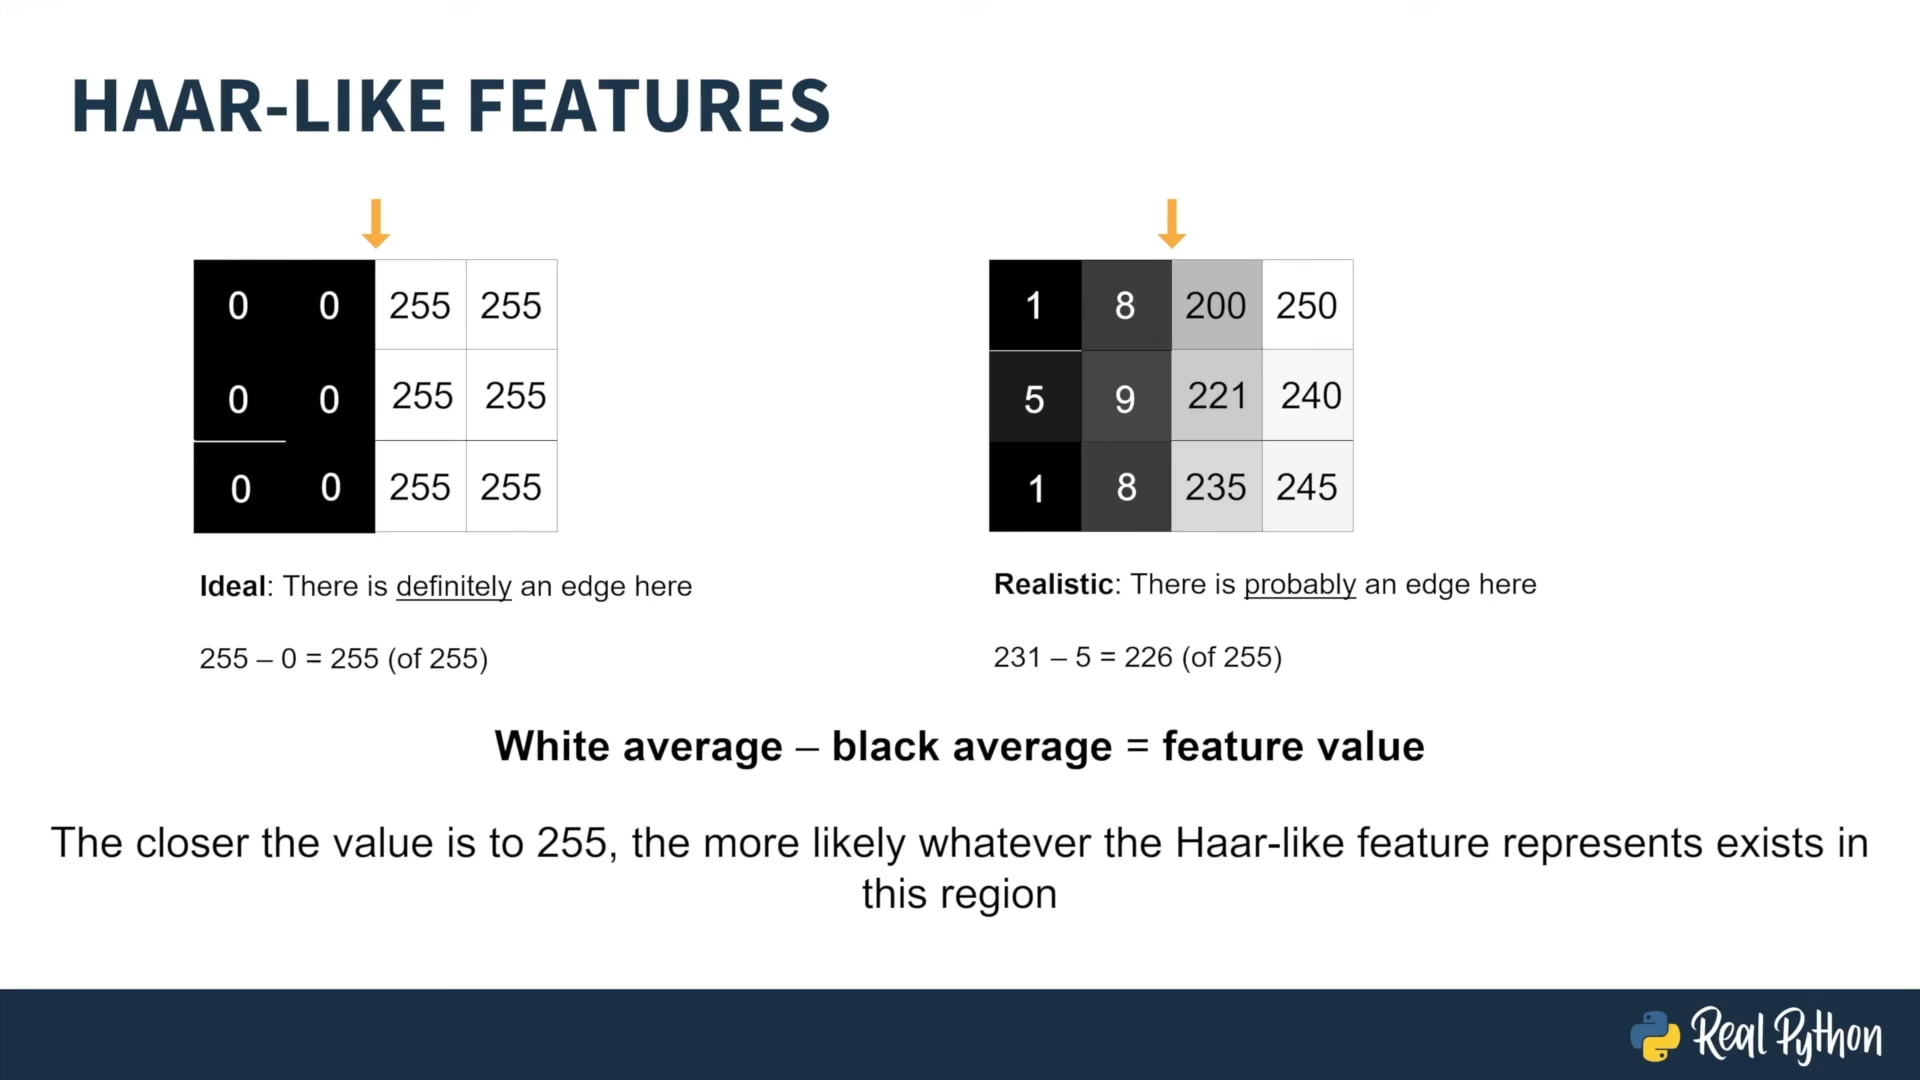 HAAR-LIKE FEATURES
0 0 255 255
0 0 255 255
0 0 255 255
Ideal: There is definitely an edge here
255 – 0 = 255 (of 255)
1 8 200 250
5 9 221 240
1 8 235 245
Realistic: There is probably an edge here
231 – 5 = 226 (of 255)
White average – black average = feature value
The closer the value is to 255, the more likely whatever the Haar-like feature represents exists in
this region
Real Python